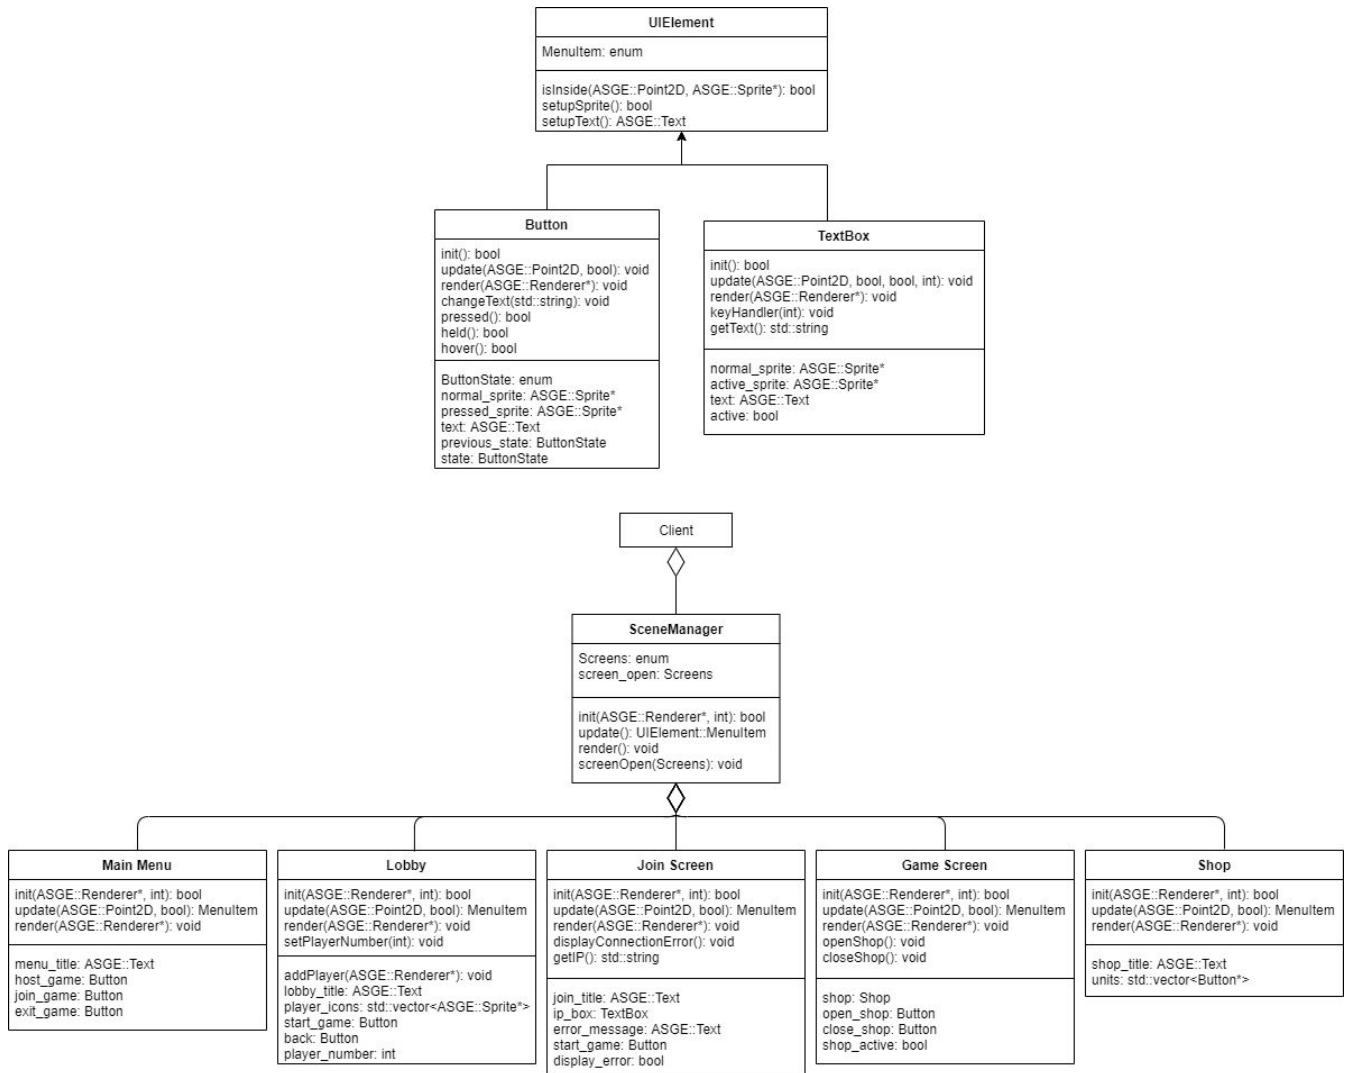 UIElement
MenuItem: enum
isInside(ASGE::Point2D, ASGE::Sprite*): bool
setupSprite(): bool
setupText(): ASGE::Text
Button
init(): bool
update(ASGE::Point2D, bool): void
render(ASGE::Renderer*): void
changeText(std::string): void
pressed(): bool
held(): bool
hover(): bool
ButtonState: enum
normal_sprite: ASGE::Sprite*
pressed_sprite: ASGE::Sprite*
text: ASGE::Text
previous_state: ButtonState
state: ButtonState
TextBox
init(): bool
update(ASGE::Point2D, bool, bool, int): void
render(ASGE::Renderer*): void
keyHandler(int): void
getText(): std::string
normal_sprite: ASGE::Sprite*
active_sprite: ASGE::Sprite*
text: ASGE::Text
active: bool
Client
SceneManager
Screens: enum
screen_open: Screens
init(ASGE::Renderer*, int): bool
update(): UIElement::MenuItem
render(): void
screenOpen(Screens): void
Main Menu
init(ASGE::Renderer*, int): bool
update(ASGE::Point2D, bool): MenuItem
render(ASGE::Renderer*): void
menu_title: ASGE::Text
host_game: Button
join_game: Button
exit_game: Button
Lobby
init(ASGE::Renderer*, int): bool
update(ASGE::Point2D, bool): MenuItem
render(ASGE::Renderer*): void
setPlayerNumber(int): void
addPlayer(ASGE::Renderer*): void
lobby_title: ASGE::Text
player_icons: std::vector<ASGE::Sprite*>
start_game: Button
back: Button
player_number: int
Join Screen
init(ASGE::Renderer*, int): bool
update(ASGE::Point2D, bool): MenuItem
render(ASGE::Renderer*): void
displayConnectionError(): void
getIP(): std::string
join_title: ASGE::Text
ip_box: TextBox
error_message: ASGE::Text
start_game: Button
display_error: bool
Game Screen
init(ASGE::Renderer*, int): bool
update(ASGE::Point2D, bool): MenuItem
render(ASGE::Renderer*): void
openShop(): void
closeShop(): void
shop: Shop
open_shop: Button
close_shop: Button
shop_active: bool
Shop
init(ASGE::Renderer*, int): bool
update(ASGE::Point2D, bool): MenuItem
render(ASGE::Renderer*): void
shop_title: ASGE::Text
units: std::vector<Button*>